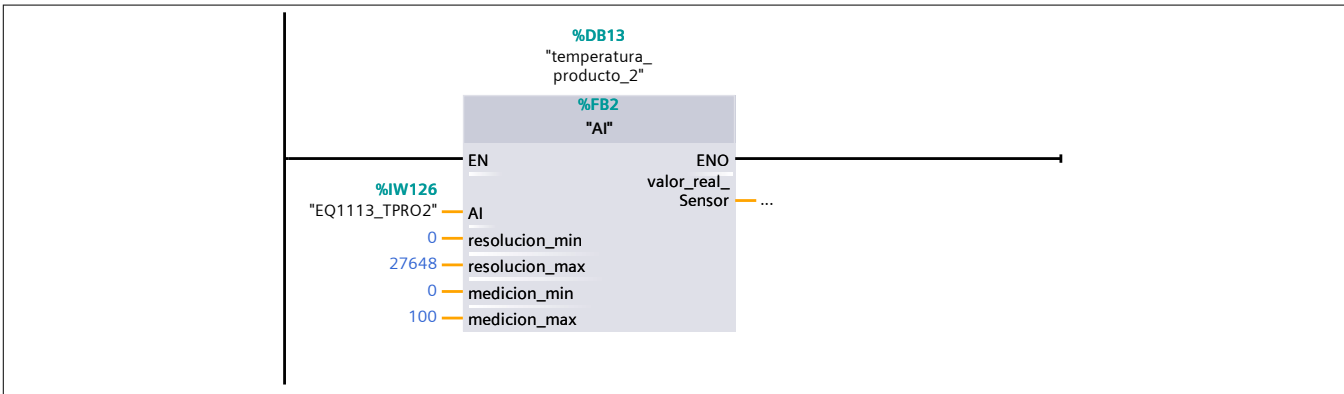 %DB13
"temperatura_
producto_2"
%FB2
"AI"
EN ENO
valor_real_
Sensor ...
%IW126
"EQ1113_TPRO2" AI
0 resolucion_min
27648 resolucion_max
0 medicion_min
100 medicion_max